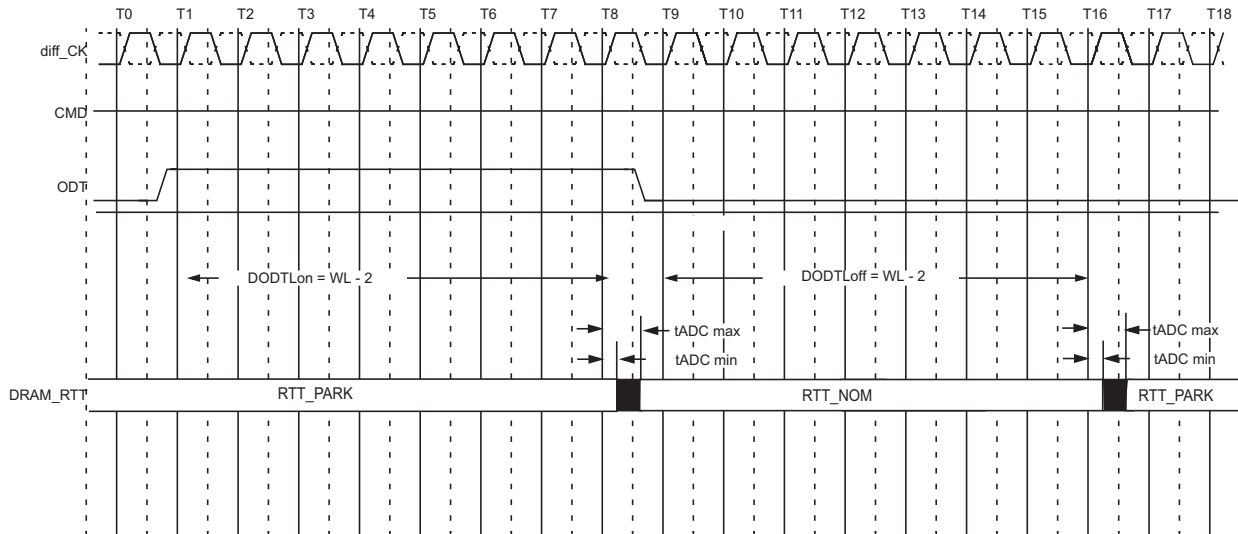 T0 T1 T2 T3 T4 T5 T6 T7 T8 T9 T10 T11 T12 T13 T14 T15 T16 T17 T18
diff_CK
CMD
ODT
DODTLon = WL - 2 DODTLoff = WL - 2
tADC max tADC max
tADC min tADC min
DRAM_RTT RTT_PARK RTT_NOM RTT_PARK